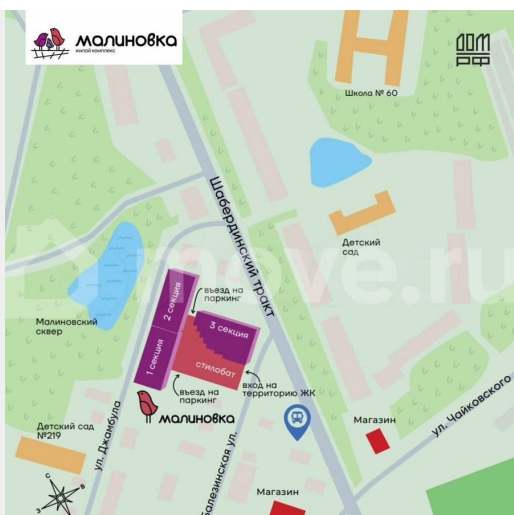 малиновка
жилой комплекс
ДОМ
РФ
Школа № 60
Шабердинский тракт
Детский
сад
move.ru
въезд на
паркинг
2 секция
3 секция
Малиновский
сквер
1 секция
стилобат
въезд на
паркинг
вход на
территорию ЖК
малиновка
ул. Джамбула
Балезинская ул.
Детский сад
№219
Магазин
ул. Чайковского
Магазин
С
В
З